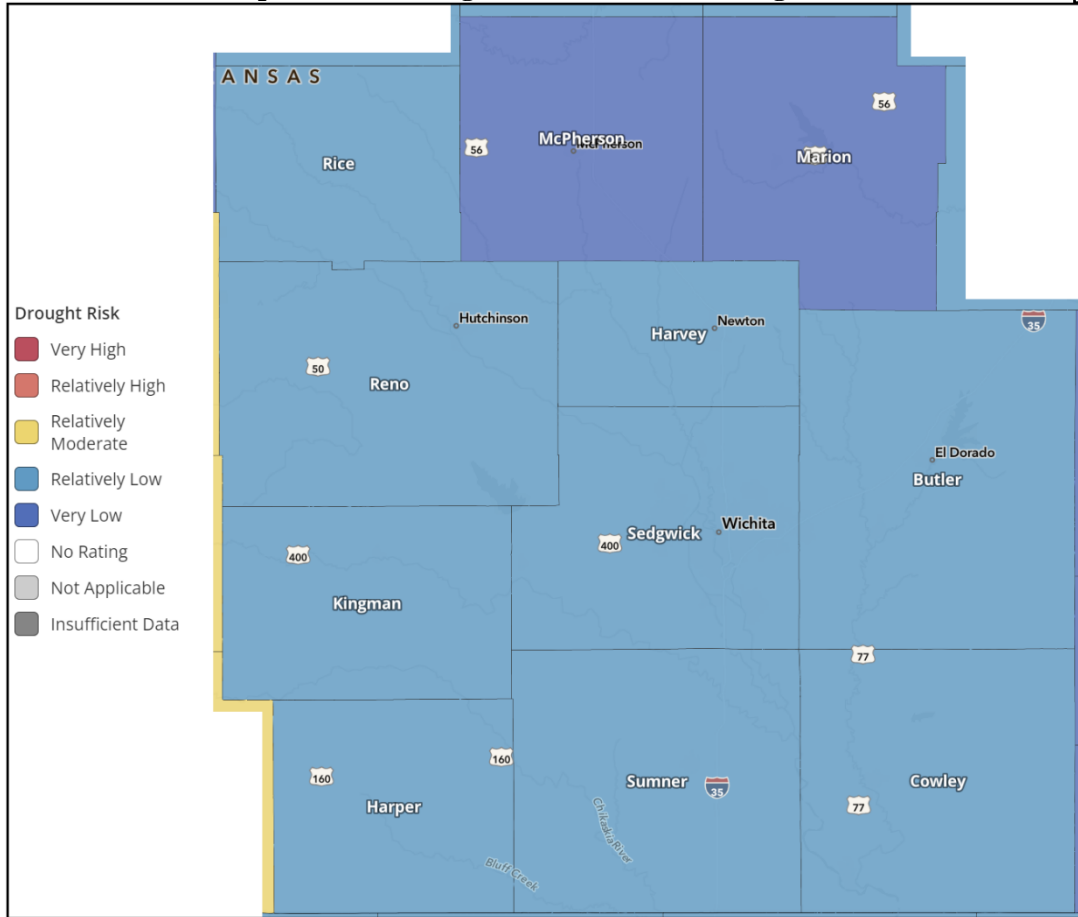 ANSAS
56
56
McPherson
McPherson
Marion
Rice
Drought Risk
Very High
Relatively High
Relatively
Moderate
Relatively Low
Very Low
No Rating
Not Applicable
Insufficient Data
Hutchinson
Newton
Harvey
35
50
Reno
El Dorado
Butler
Wichita
Sedgwick
400
400
Kingman
77
160
160
Harper
Sumner
35
Cowley
77
Chikaskia River
Bluff Creek